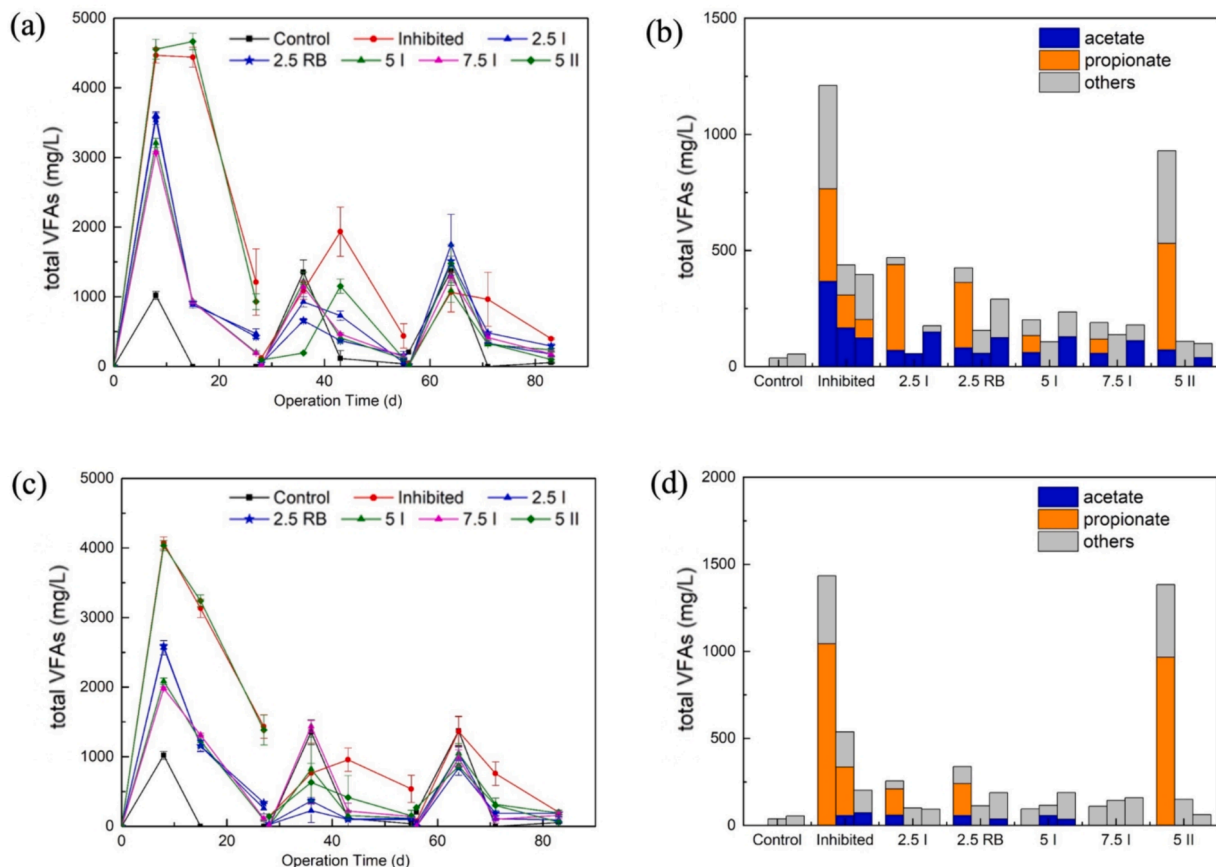 (a)
5000
4000
3000
2000
1000
0
total VFAs (mg/L)
Control Inhibited 2.5 I
2.5 RB 5 I 7.5 I 5 II
0 20 40 60 80
Operation Time (d)
(b)
1500
1000
500
0
total VFAs (mg/L)
acetate
propionate
others
Control Inhibited 2.5 I 2.5 RB 5 I 7.5 I 5 II
(c)
5000
4000
3000
2000
1000
0
total VFAs (mg/L)
Control Inhibited 2.5 I
2.5 RB 5 I 7.5 I 5 II
0 20 40 60 80
Operation Time (d)
(d)
2000
1500
1000
500
0
total VFAs (mg/L)
acetate
propionate
others
Control Inhibited 2.5 I 2.5 RB 5 I 7.5 I 5 II